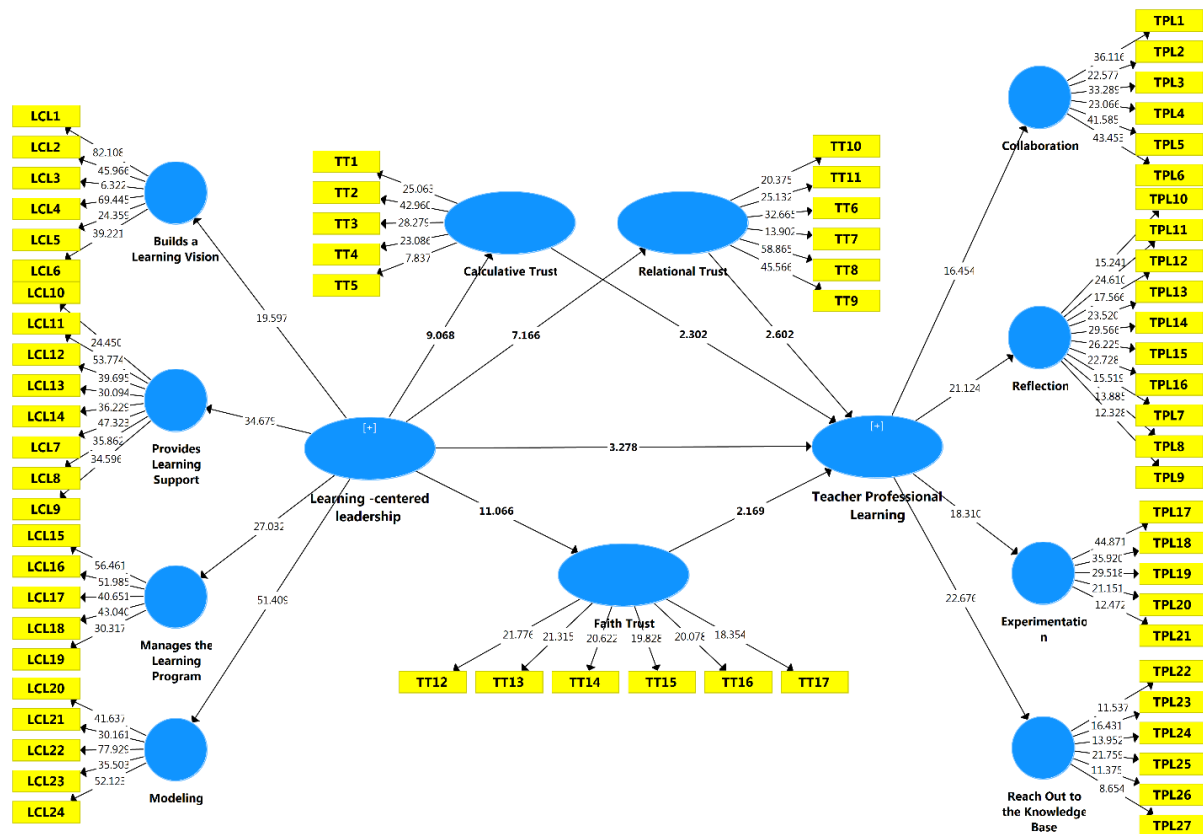 LCL1
LCL2
LCL3
LCL4
LCL5
LCL6
82.108
45.966
6.322
69.445
24.359
39.221
Builds a
Learning Vision
LCL10
LCL11
LCL12
LCL13
LCL14
LCL7
LCL8
LCL9
24.450
53.774
39.695
30.094
36.229
47.323
35.862
34.596
Provides
Learning
Support
LCL15
LCL16
LCL17
LCL18
LCL19
56.461
51.985
40.651
43.040
30.317
Manages the
Learning
Program
LCL20
LCL21
LCL22
LCL23
LCL24
41.637
30.161
77.929
35.503
52.123
Modeling
19.597
34.679
27.032
51.409
[+]
Learning -centered
leadership
TT1
TT2
TT3
TT4
TT5
25.063
42.960
28.279
23.086
7.837
Calculative Trust
Relational Trust
20.375
25.132
32.665
13.902
58.865
45.566
TT10
TT11
TT6
TT7
TT8
TT9
9.068
7.166
2.302
2.602
3.278
11.066
2.169
Faith Trust
21.776
21.315
20.622
19.828
20.078
18.354
TT12
TT13
TT14
TT15
TT16
TT17
[+]
Teacher Professional
Learning
16.454
21.124
18.310
22.676
Collaboration
36.116
22.577
33.289
23.066
41.585
43.453
TPL1
TPL2
TPL3
TPL4
TPL5
TPL6
Reflection
15.241
24.610
17.566
23.520
29.566
26.225
22.728
15.519
13.885
12.328
TPL10
TPL11
TPL12
TPL13
TPL14
TPL15
TPL16
TPL7
TPL8
TPL9
Experimentatio
n
44.871
35.920
29.518
21.151
12.472
TPL17
TPL18
TPL19
TPL20
TPL21
Reach Out to
the Knowledge
Base
11.537
16.431
13.952
21.759
11.375
8.654
TPL22
TPL23
TPL24
TPL25
TPL26
TPL27